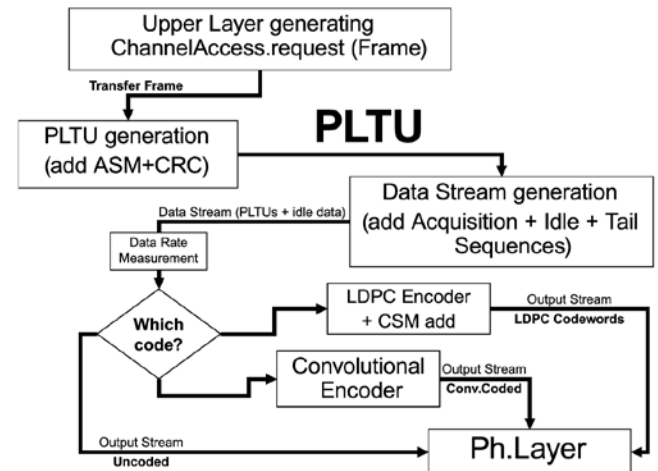 Upper Layer generating
ChannelAccess.request (Frame)
Transfer Frame
PLTU generation
(add ASM+CRC)
PLTU
Data Stream generation
(add Acquisition + Idle + Tail
Sequences)
Data Stream (PLTUs + idle data)
Data Rate
Measurement
Which
code?
LDPC Encoder
+ CSM add
Output Stream
LDPC Codewords
Convolutional
Encoder
Output Stream
Conv.Coded
Output Stream
Uncoded
Ph.Layer